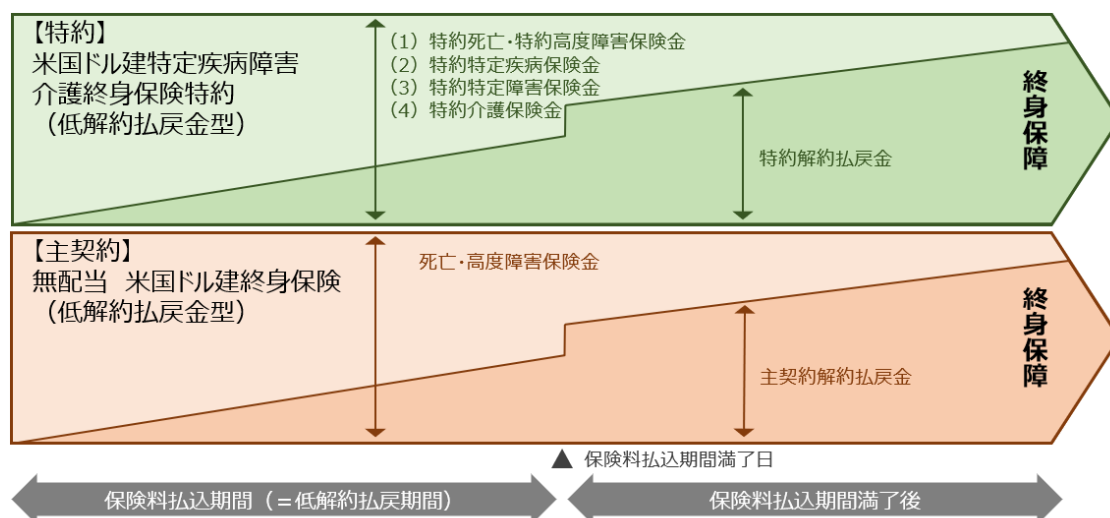 【特約】
米国ドル建特定疾病障害
介護終身保険特約
（低解約払戻金型）
（1）特約死亡・特約高度障害保険金
（2）特約特定疾病保険金
（3）特約特定障害保険金
（4）特約介護保険金
特約解約払戻金
終身保障
【主契約】
無配当　米国ドル建終身保険
（低解約払戻金型）
死亡・高度障害保険金
主契約解約払戻金
終身保障
▲ 保険料払込期間満了日
保険料払込期間（＝低解約払戻期間）
保険料払込期間満了後